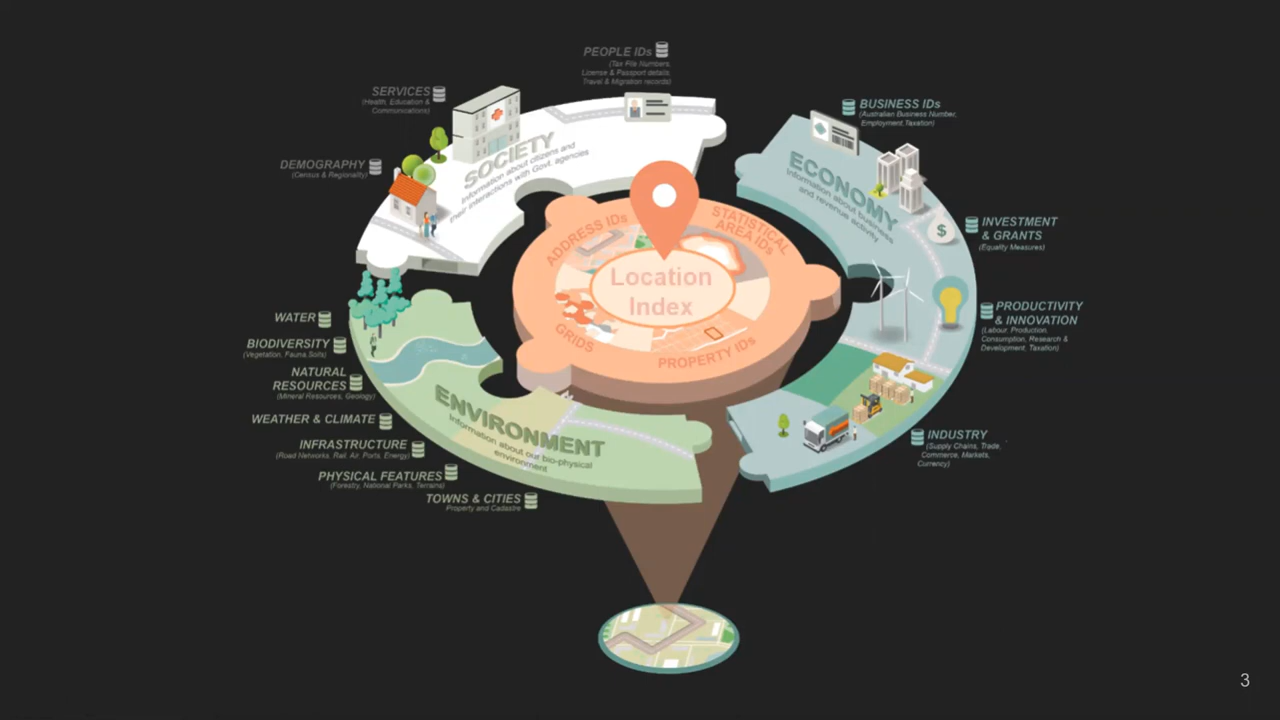 PEOPLE IDs
(Tax File Numbers,
License & Passport details,
Travel & Migration records)
SERVICES
(Health, Education &
Communications)
DEMOGRAPHY
(Census & Regionality)
SOCIETY
Information about citizens and
their interactions with Govt. agencies
BUSINESS IDs
(Australian Business Number,
Employment,Taxation)
ECONOMY
Information about business
and revenue activity
INVESTMENT
& GRANTS
(Equality Measures)
PRODUCTIVITY
& INNOVATION
(Labour, Production,
Consumption, Research &
Development, Taxation)
INDUSTRY
(Supply Chains, Trade,
Commerce, Markets,
Currency)
ADDRESS IDs
STATISTICAL
AREA IDs
Location
Index
GRIDS
PROPERTY IDs
WATER
BIODIVERSITY
(Vegetation, Fauna,Soils)
NATURAL
RESOURCES
(Mineral Resources, Geology)
WEATHER & CLIMATE
INFRASTRUCTURE
(Road Networks, Rail, Air, Ports, Energy)
PHYSICAL FEATURES
(Forestry, National Parks, Terrains)
TOWNS & CITIES
Property and Cadastre
ENVIRONMENT
Information about our bio-physical
environment
$
3